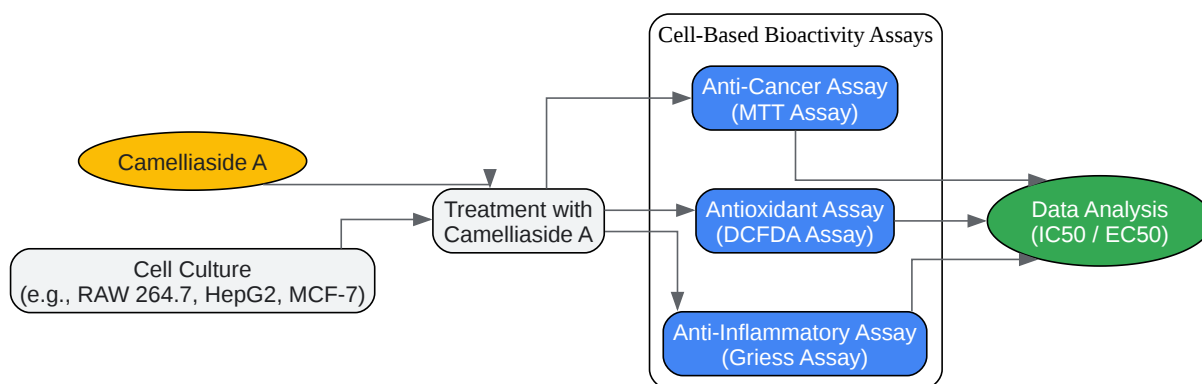 Camelliaside A
Cell Culture
(e.g., RAW 264.7, HepG2, MCF-7)
Treatment with
Camelliaside A
Cell-Based Bioactivity Assays
Anti-Cancer Assay
(MTT Assay)
Antioxidant Assay
(DCFDA Assay)
Anti-Inflammatory Assay
(Griess Assay)
Data Analysis
(IC50 / EC50)